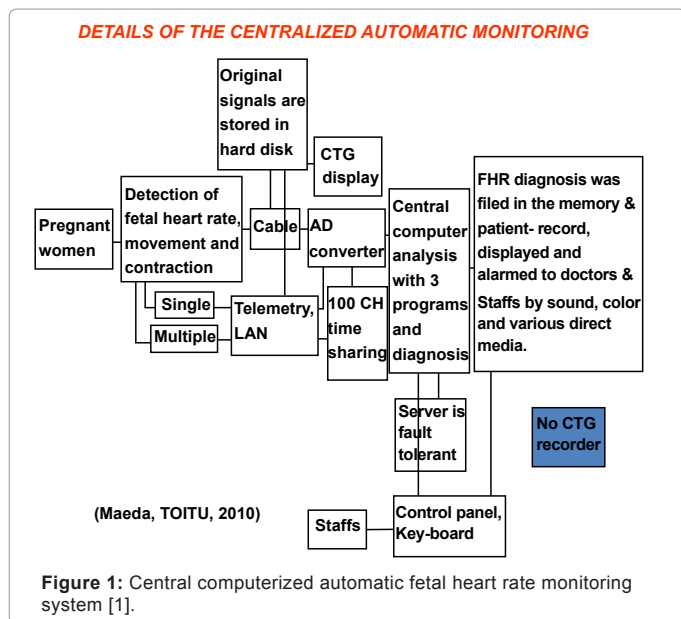 DETAILS OF THE CENTRALIZED AUTOMATIC MONITORING
Original
signals are
stored in
hard disk
CTG
display
Pregnant
women
Detection of
fetal heart rate,
movement and
contraction
Cable
AD
converter
Central
computer
analysis
with 3
programs
and
diagnosis
FHR diagnosis was
filed in the memory &
patient- record,
displayed and
alarmed to doctors &
Staffs by sound, color
and various direct
media.
Single
Multiple
Telemetry,
LAN
100 CH
time
sharing
Server is
fault
tolerant
No CTG
recorder
(Maeda, TOITU, 2010)
Staffs
Control panel,
Key-board
Figure 1: Central computerized automatic fetal heart rate monitoring
system [1].